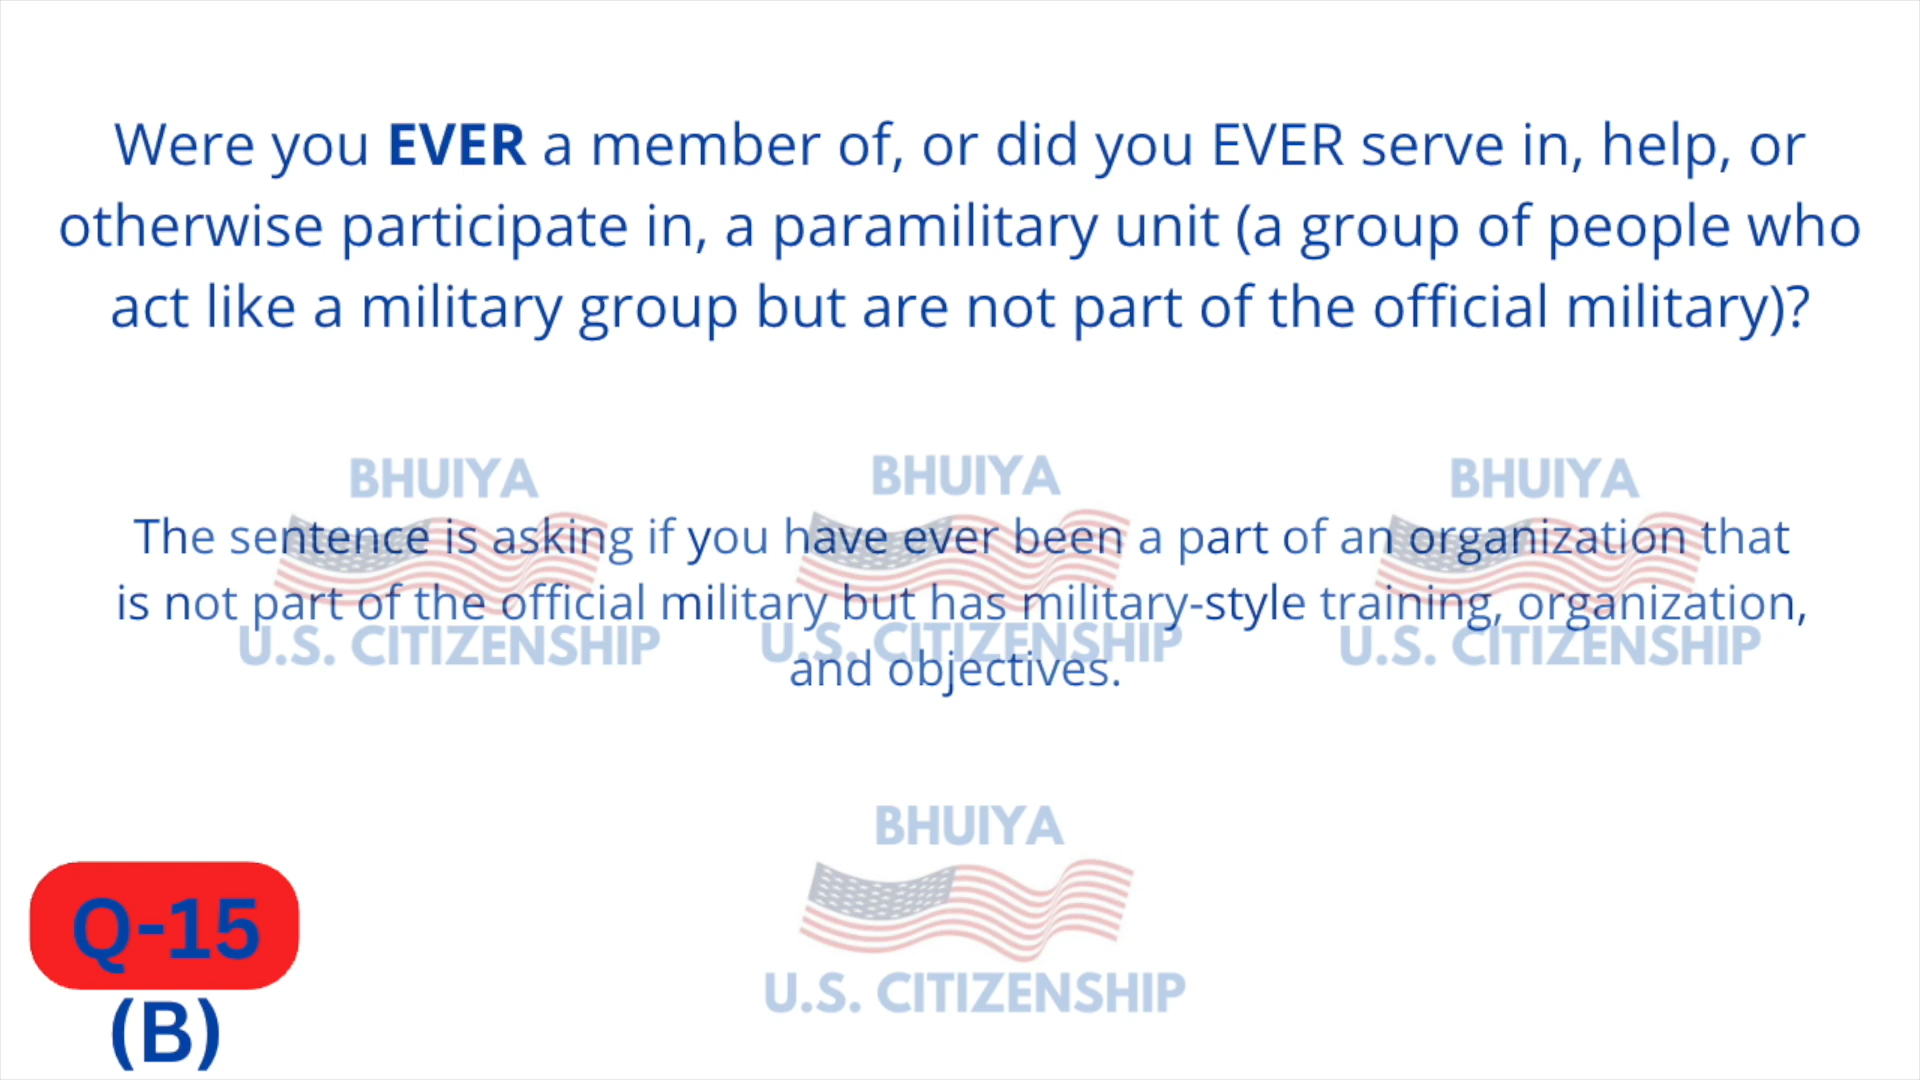 Were you EVER a member of, or did you EVER serve in, help, or
otherwise participate in, a paramilitary unit (a group of people who
act like a military group but are not part of the official military)?
BHUIYA
BHUIYA
BHUIYA
The sentence is asking if you have ever been a part of an organization that
is not part of the official military but has military-style training, organization,
and objectives.
U.S. CITIZENSHIP
U.S. CITIZENSHIP
U.S. CITIZENSHIP
BHUIYA
U.S. CITIZENSHIP
Q-15
(B)